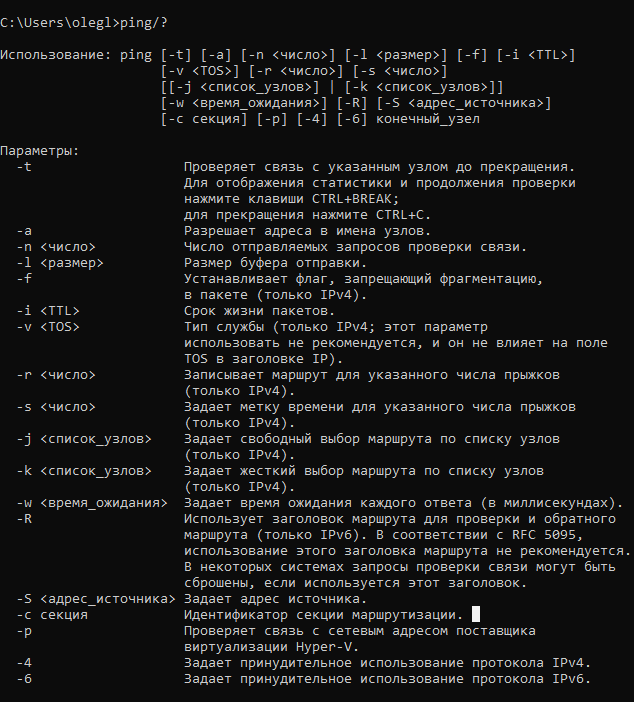 C:\Users\olegl>ping/?
Использование: ping [-t] [-a] [-n <число>] [-l <размер>] [-f] [-i <TTL>]
[-v <TOS>] [-r <число>] [-s <число>]
[[-j <список_узлов>] | [-k <список_узлов>]]
[-w <время_ожидания>] [-R] [-S <адрес_источника>]
[-c секция] [-p] [-4] [-6] конечный_узел
Параметры:
-t Проверяет связь с указанным узлом до прекращения.
Для отображения статистики и продолжения проверки
нажмите клавиши CTRL+BREAK;
для прекращения нажмите CTRL+C.
-a Разрешает адреса в имена узлов.
-n <число> Число отправляемых запросов проверки связи.
-l <размер> Размер буфера отправки.
-f Устанавливает флаг, запрещающий фрагментацию,
в пакете (только IPv4).
-i <TTL> Срок жизни пакетов.
-v <TOS> Тип службы (только IPv4; этот параметр
использовать не рекомендуется, и он не влияет на поле
TOS в заголовке IP).
-r <число> Записывает маршрут для указанного числа прыжков
(только IPv4).
-s <число> Задает метку времени для указанного числа прыжков
(только IPv4).
-j <список_узлов> Задает свободный выбор маршрута по списку узлов
(только IPv4).
-k <список_узлов> Задает жесткий выбор маршрута по списку узлов
(только IPv4).
-w <время_ожидания> Задает время ожидания каждого ответа (в миллисекундах).
-R Использует заголовок маршрута для проверки и обратного
маршрута (только IPv6). В соответствии с RFC 5095,
использование этого заголовка маршрута не рекомендуется.
В некоторых системах запросы проверки связи могут быть
сброшены, если используется этот заголовок.
-S <адрес_источника> Задает адрес источника.
-c секция Идентификатор секции маршрутизации.
-p Проверяет связь с сетевым адресом поставщика
виртуализации Hyper-V.
-4 Задает принудительное использование протокола IPv4.
-6 Задает принудительное использование протокола IPv6.